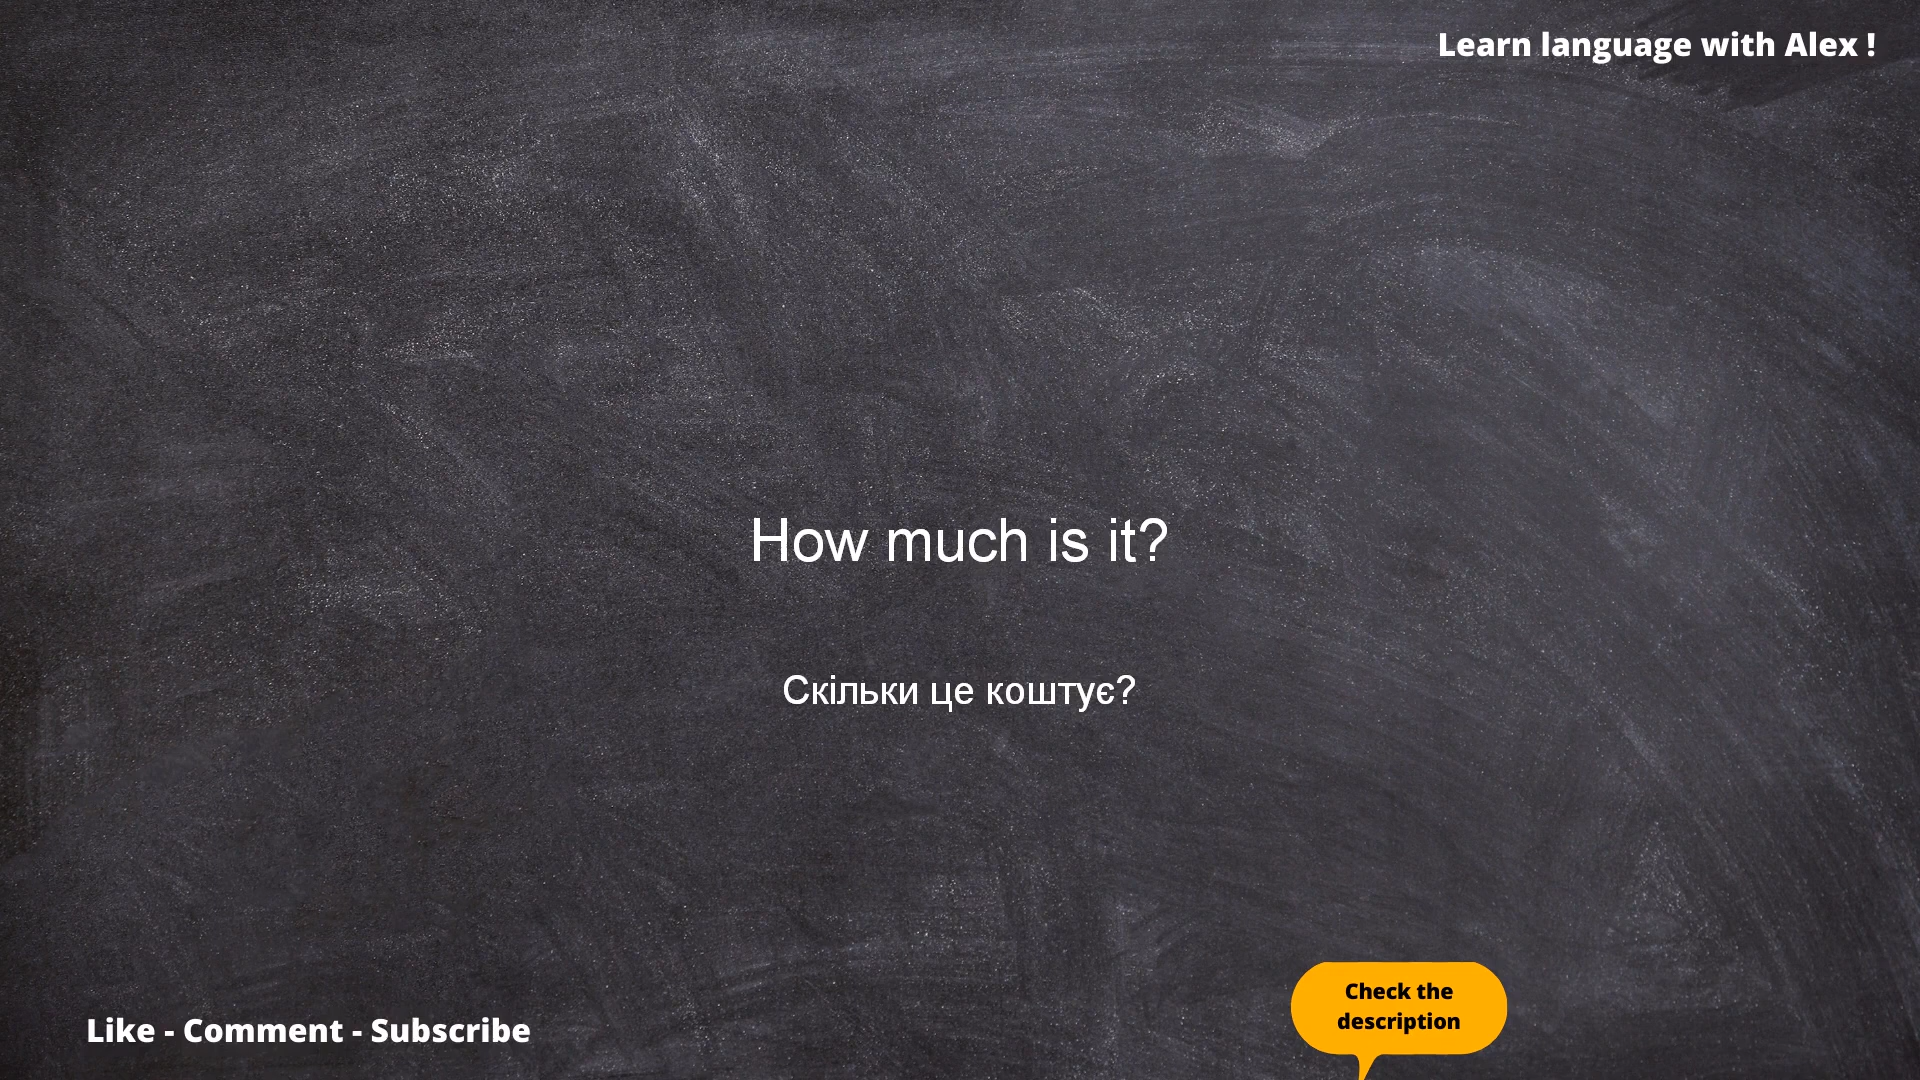 Learn language with Alex !
How much is it?
Скільки це коштує?
Check the
description
Like - Comment - Subscribe